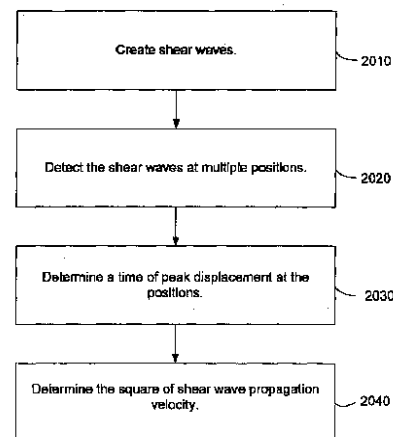 Create shear waves.
2010
Detect the shear waves at multiple positions.
2020
Determine a time of peak displacement at the
positions.
2030
Determine the square of shear wave propagation
velocity.
2040